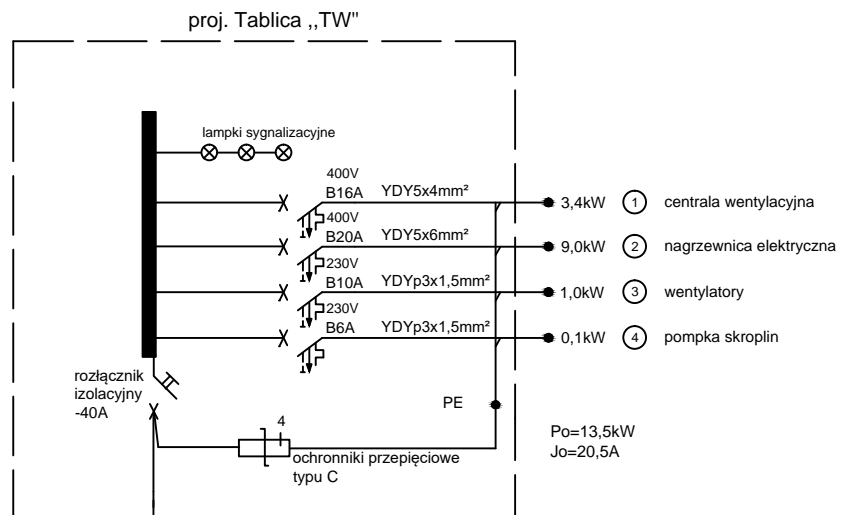 proj. Tablica ,,TW"
lampki sygnalizacyjne
400V
B16A YDY5x4mm² 3,4kW 1 centrala wentylacyjna
400V
B20A YDY5x6mm² 9,0kW 2 nagrzewnica elektryczna
230V
B10A YDYp3x1,5mm² 1,0kW 3 wentylatory
230V
B6A YDYp3x1,5mm² 0,1kW 4 pompka skroplin
rozłącznik
izolacyjny
-40A
PE
4
ochronniki przepięciowe
typu C
Po=13,5kW
Jo=20,5A